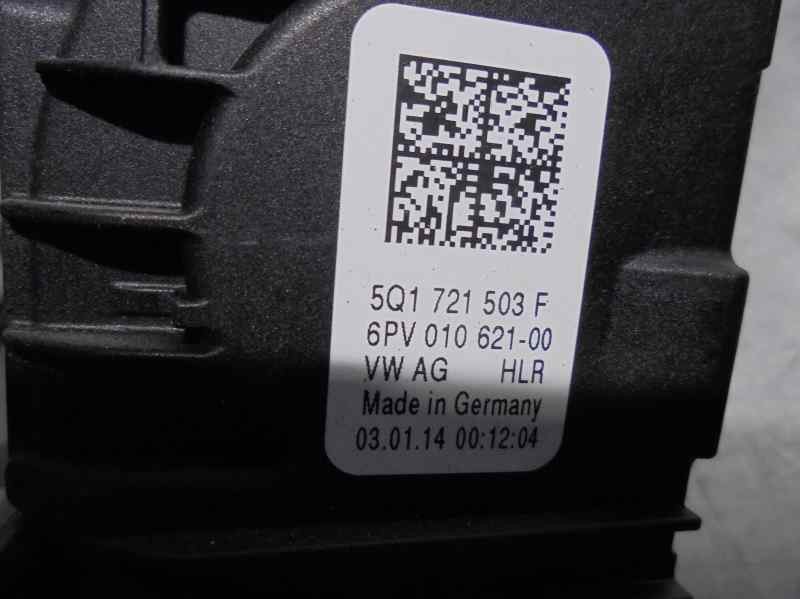 5Q1 721 503 F
6PV 010 621-00
VW AG HLR
Made in Germany
03.01.14 00:12:04